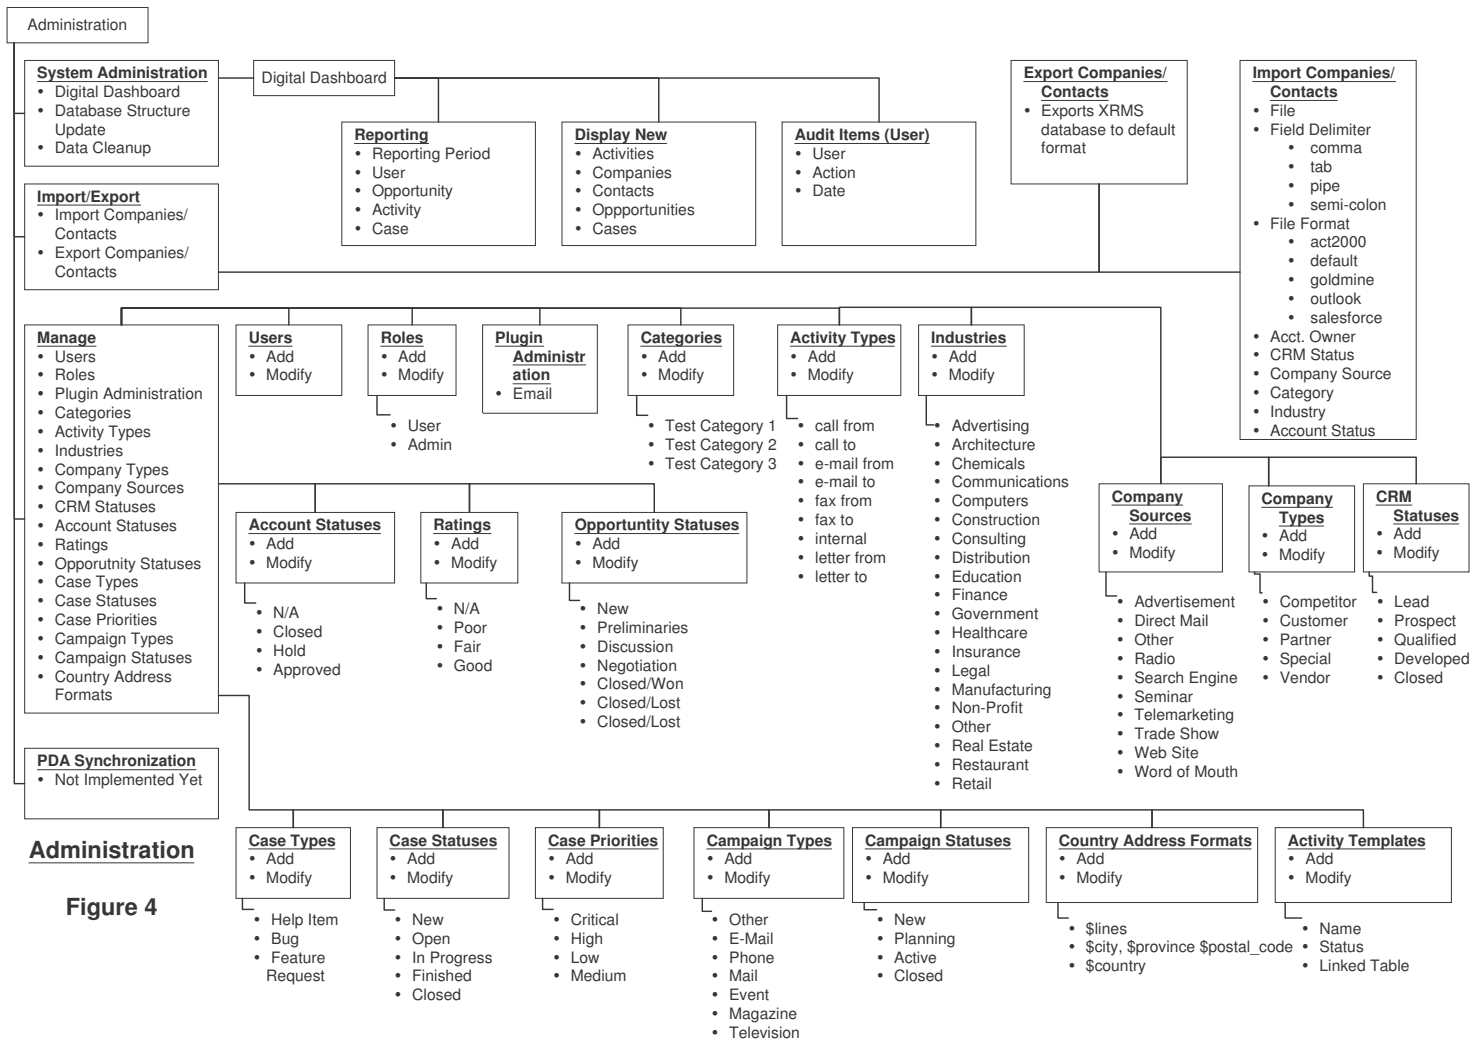 Administration
System Administration
• Digital Dashboard
• Database Structure
Update
• Data Cleanup
Digital Dashboard
Reporting
• Reporting Period
• User
• Opportunity
• Activity
• Case
Display New
• Activities
• Companies
• Contacts
• Oppportunities
• Cases
Audit Items (User)
• User
• Action
• Date
Export Companies/
Contacts
• Exports XRMS
database to default
format
Import Companies/
Contacts
• File
• Field Delimiter
• comma
• tab
• pipe
• semi-colon
• File Format
• act2000
• default
• goldmine
• outlook
• salesforce
• Acct. Owner
• CRM Status
• Company Source
• Category
• Industry
• Account Status
Import/Export
• Import Companies/
Contacts
• Export Companies/
Contacts
Manage
• Users
• Roles
• Plugin Administration
• Categories
• Activity Types
• Industries
• Company Types
• Company Sources
• CRM Statuses
• Account Statuses
• Ratings
• Opporutnity Statuses
• Case Types
• Case Statuses
• Case Priorities
• Campaign Types
• Campaign Statuses
• Country Address
Formats
Users
• Add
• Modify
Roles
• Add
• Modify
• User
• Admin
Plugin
Administr
ation
• Email
Categories
• Add
• Modify
• Test Category 1
• Test Category 2
• Test Category 3
Activity Types
• Add
• Modify
• call from
• call to
• e-mail from
• e-mail to
• fax from
• fax to
• internal
• letter from
• letter to
Industries
• Add
• Modify
• Advertising
• Architecture
• Chemicals
• Communications
• Computers
• Construction
• Consulting
• Distribution
• Education
• Finance
• Government
• Healthcare
• Insurance
• Legal
• Manufacturing
• Non-Profit
• Other
• Real Estate
• Restaurant
• Retail
Company
Sources
• Add
• Modify
• Advertisement
• Direct Mail
• Other
• Radio
• Search Engine
• Seminar
• Telemarketing
• Trade Show
• Web Site
• Word of Mouth
Company
Types
• Add
• Modify
• Competitor
• Customer
• Partner
• Special
• Vendor
CRM
Statuses
• Add
• Modify
• Lead
• Prospect
• Qualified
• Developed
• Closed
Account Statuses
• Add
• Modify
• N/A
• Closed
• Hold
• Approved
Ratings
• Add
• Modify
• N/A
• Poor
• Fair
• Good
Opportuntity Statuses
• Add
• Modify
• New
• Preliminaries
• Discussion
• Negotiation
• Closed/Won
• Closed/Lost
• Closed/Lost
PDA Synchronization
• Not Implemented Yet
Administration
Figure 4
Case Types
• Add
• Modify
• Help Item
• Bug
• Feature
Request
Case Statuses
• Add
• Modify
• New
• Open
• In Progress
• Finished
• Closed
Case Priorities
• Add
• Modify
• Critical
• High
• Low
• Medium
Campaign Types
• Add
• Modify
• Other
• E-Mail
• Phone
• Mail
• Event
• Magazine
• Television
Campaign Statuses
• Add
• Modify
• New
• Planning
• Active
• Closed
Country Address Formats
• Add
• Modify
• $lines
• $city, $province $postal_code
• $country
Activity Templates
• Add
• Modify
• Name
• Status
• Linked Table